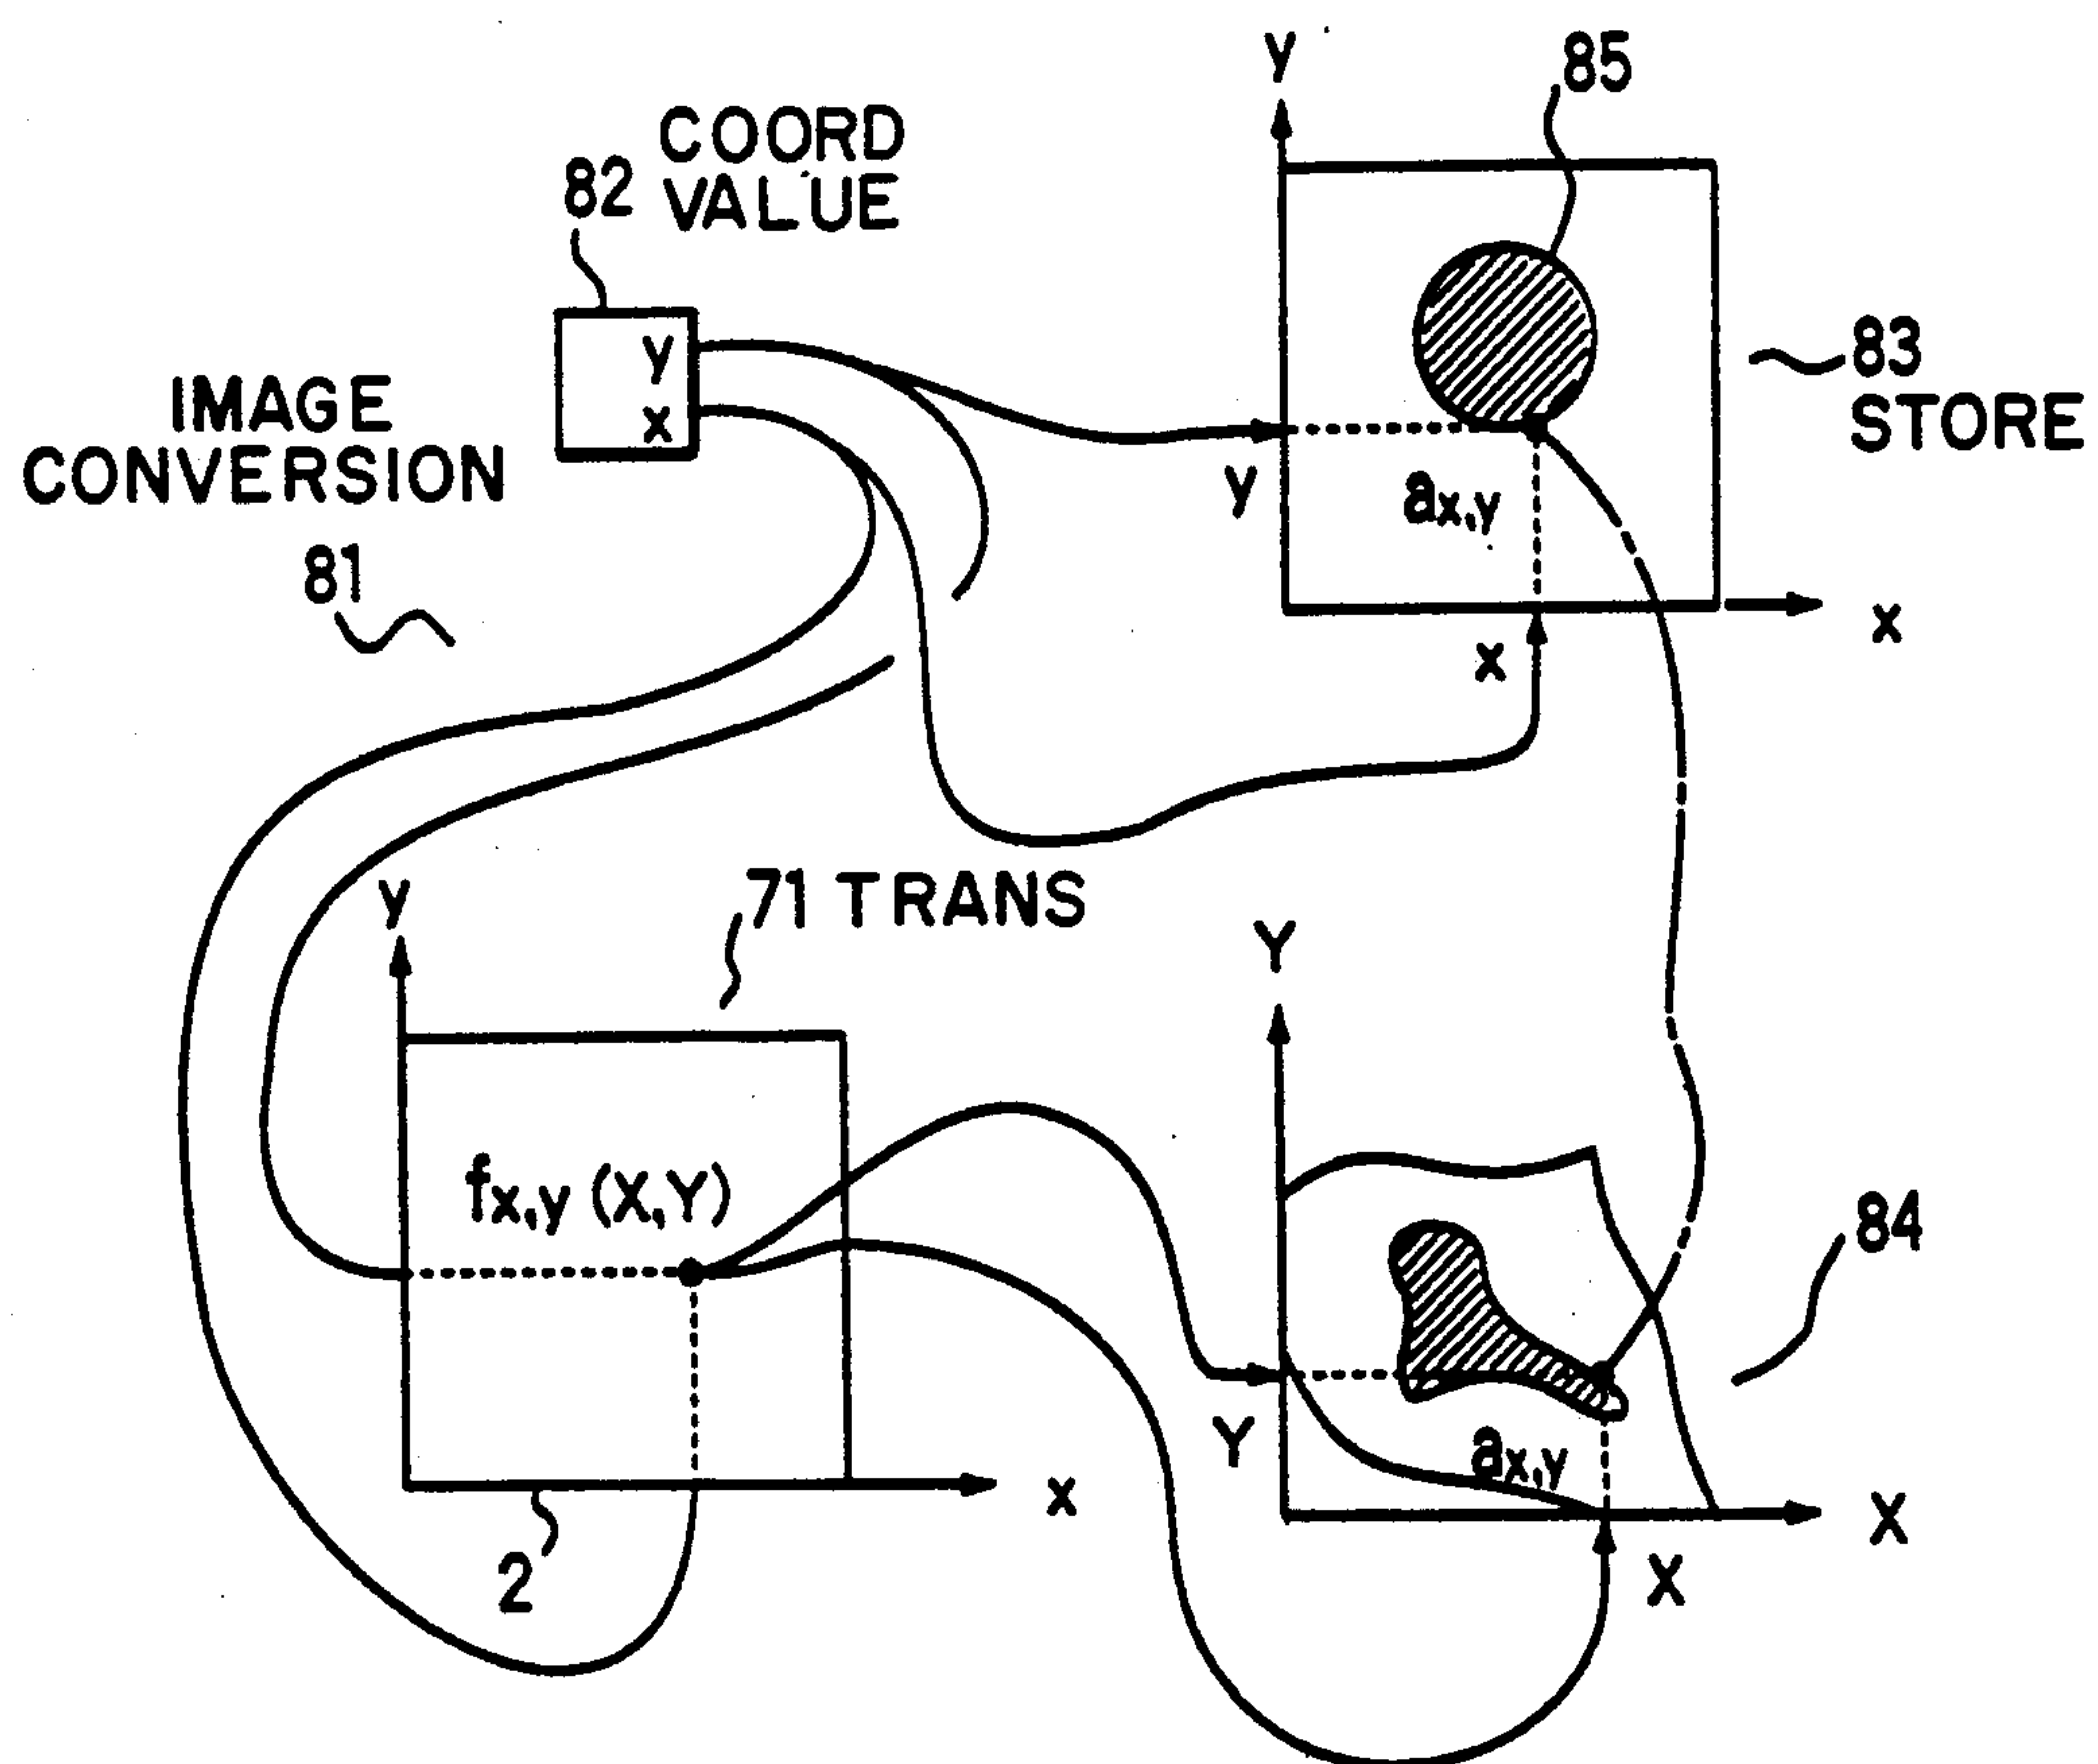 y
85
COORD
82 VALUE
y
x
83
STORE
IMAGE
CONVERSION
81
y
ax,y
x
x
71 TRANS
y
Y
fx,y (X,Y)
84
Y
ax,y
x
X
2
X